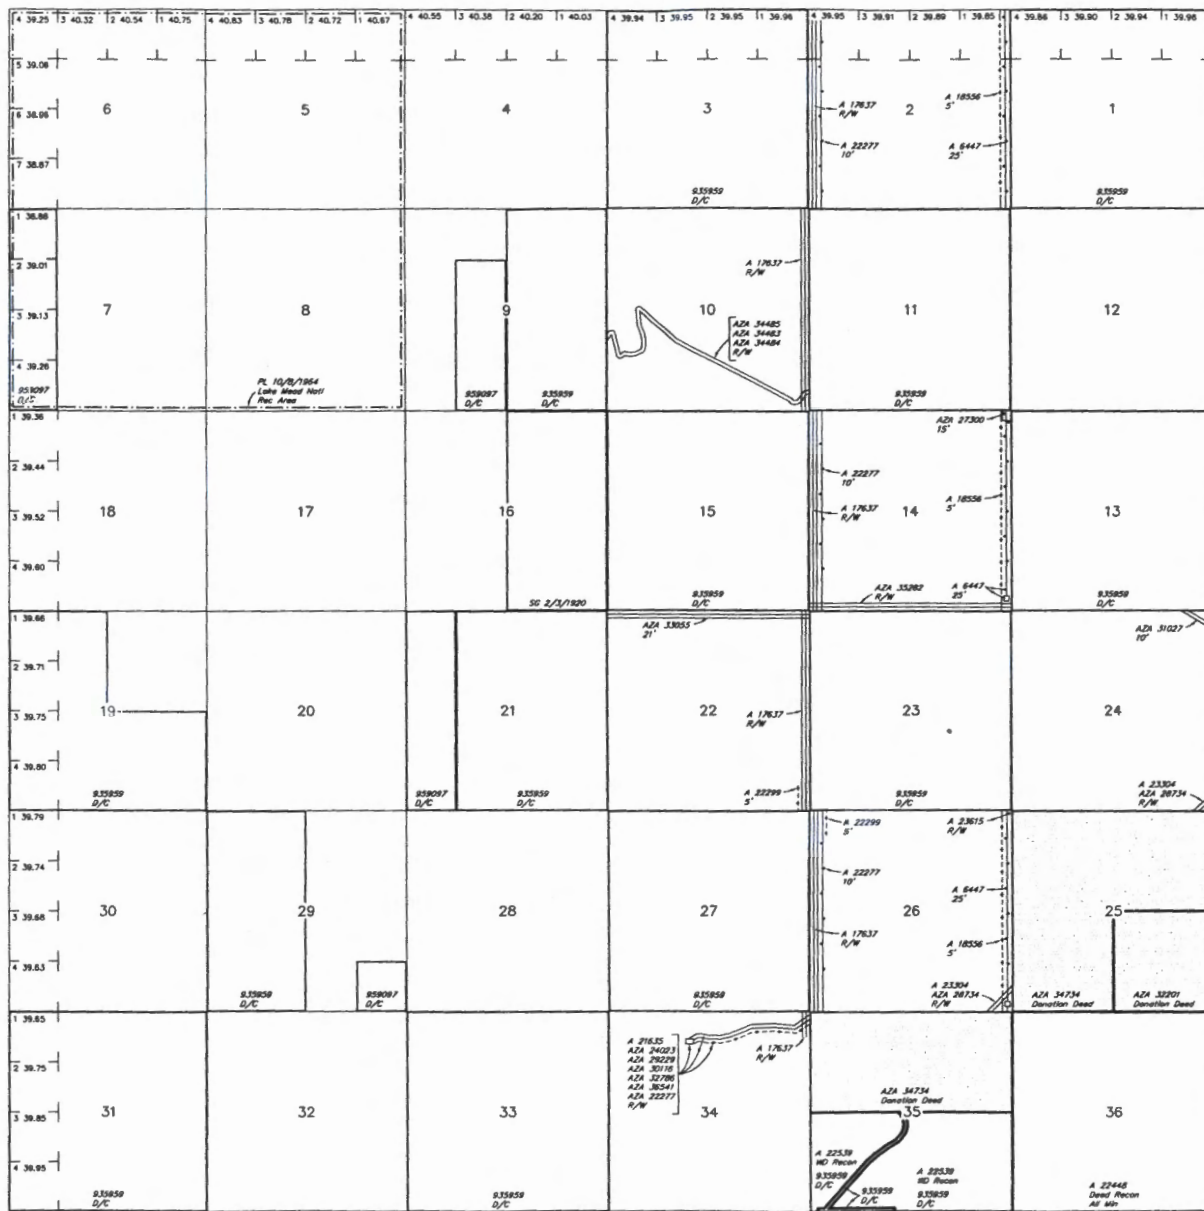 4 39.25 3 40.32 2 40.54 1 40.75 4 40.83 3 40.78 2 40.72 1 40.67 4 40.55 3 40.38 2 40.20 1 40.03 4 39.94 3 39.95 2 39.95 1 39.96 4 39.95 3 39.91 2 39.89 1 39.85 4 39.86 3 39.90 2 39.94 1 39.98
5 39.08
6 38.95
7 38.87
6
5
4
3
935959
D/C
A 17637
R/W
A 22277
10'
2
A 18556
5'
A 6447
25'
1
935959
D/C
1 38.88
2 39.01
3 39.13
4 39.26
959097
D/C
7
8
PL 10/8/1964
Lake Mead Natl
Rec Area
9
959097
D/C
935959
D/C
10
A 17637
R/W
AZA 34485
AZA 34483
AZA 34484
R/W
11
935959
D/C
12
1 39.36
2 39.44
3 39.52
4 39.60
18
17
16
SG 2/3/1920
15
A 22277
10'
A 17637
R/W
14
AZA 27300
15'
A 18556
5'
AZA 35282
R/W
A 6447
25'
13
935959
D/C
1 39.66
2 39.71
3 39.75
4 39.80
19
935959
D/C
20
21
959097
D/C
935959
D/C
AZA 33055
21'
22
A 17637
R/W
A 22299
5'
23
935959
D/C
AZA 31027
10'
24
A 23304
AZA 28734
R/W
1 39.79
2 39.74
3 39.68
4 39.63
30
29
935959
D/C
959097
D/C
28
27
935959
D/C
A 22299
5'
A 22277
10'
A 17637
R/W
26
A 23615
R/W
A 6447
25'
A 18556
5'
A 23304
AZA 28734
R/W
25
AZA 34734
Donation Deed
AZA 32201
Donation Deed
1 39.65
2 39.75
3 39.85
4 39.95
31
935959
D/C
32
33
935959
D/C
A 21635
AZA 24023
AZA 29229
AZA 30116
AZA 32786
AZA 36541
AZA 22277
R/W
A 17637
R/W
34
AZA 34734
Donation Deed
35
A 22539
WD Recon
935959
D/C
935959
D/C
A 22539
WD Recon
935959
D/C
36
A 22448
Deed Recon
All Min